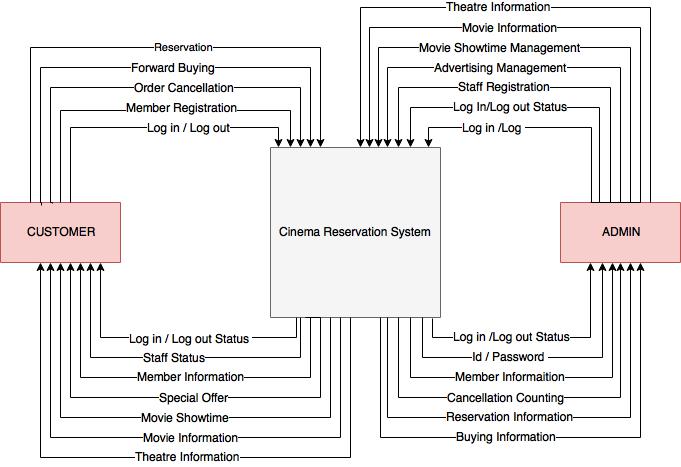 Theatre Information
Movie Information
Reservation
Movie Showtime Management
Forward Buying
Advertising Management
Order Cancellation
Staff Registration
Member Registration
Log In/Log out Status
Log in / Log out
Log in /Log
CUSTOMER
Cinema Reservation System
ADMIN
Log in / Log out Status
Log in /Log out Status
Staff Status
Id / Password
Member Information
Member Informaition
Special Offer
Cancellation Counting
Movie Showtime
Reservation Information
Movie Information
Buying Information
Theatre Information